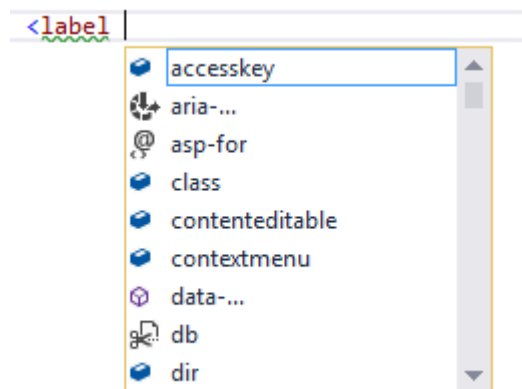 <label
accesskey
aria-...
asp-for
class
contenteditable
contextmenu
data-...
db
dir